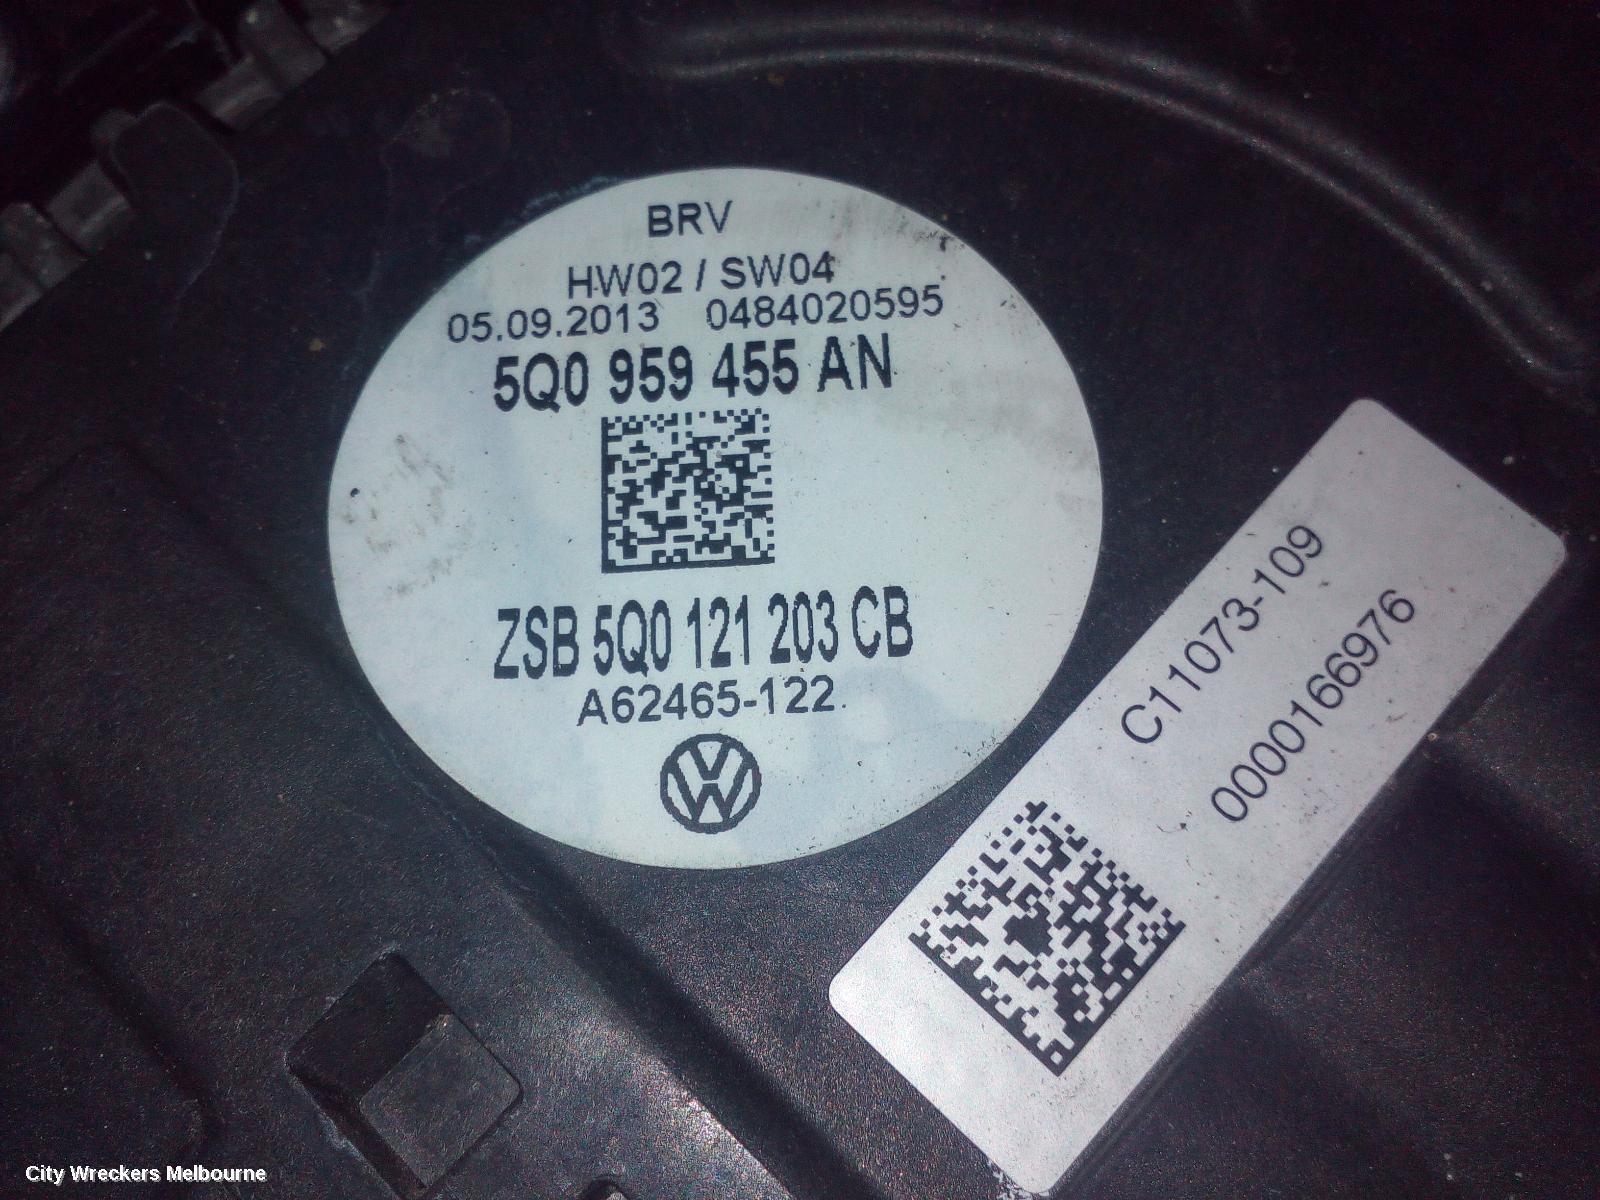 BRV
HW02 / SW04
05.09.2013 0484020595
5Q0 959 455 AN
ZSB 5Q0 121 203 CB
A62465-122
C11073-109
0000166976
City Wreckers Melbourne